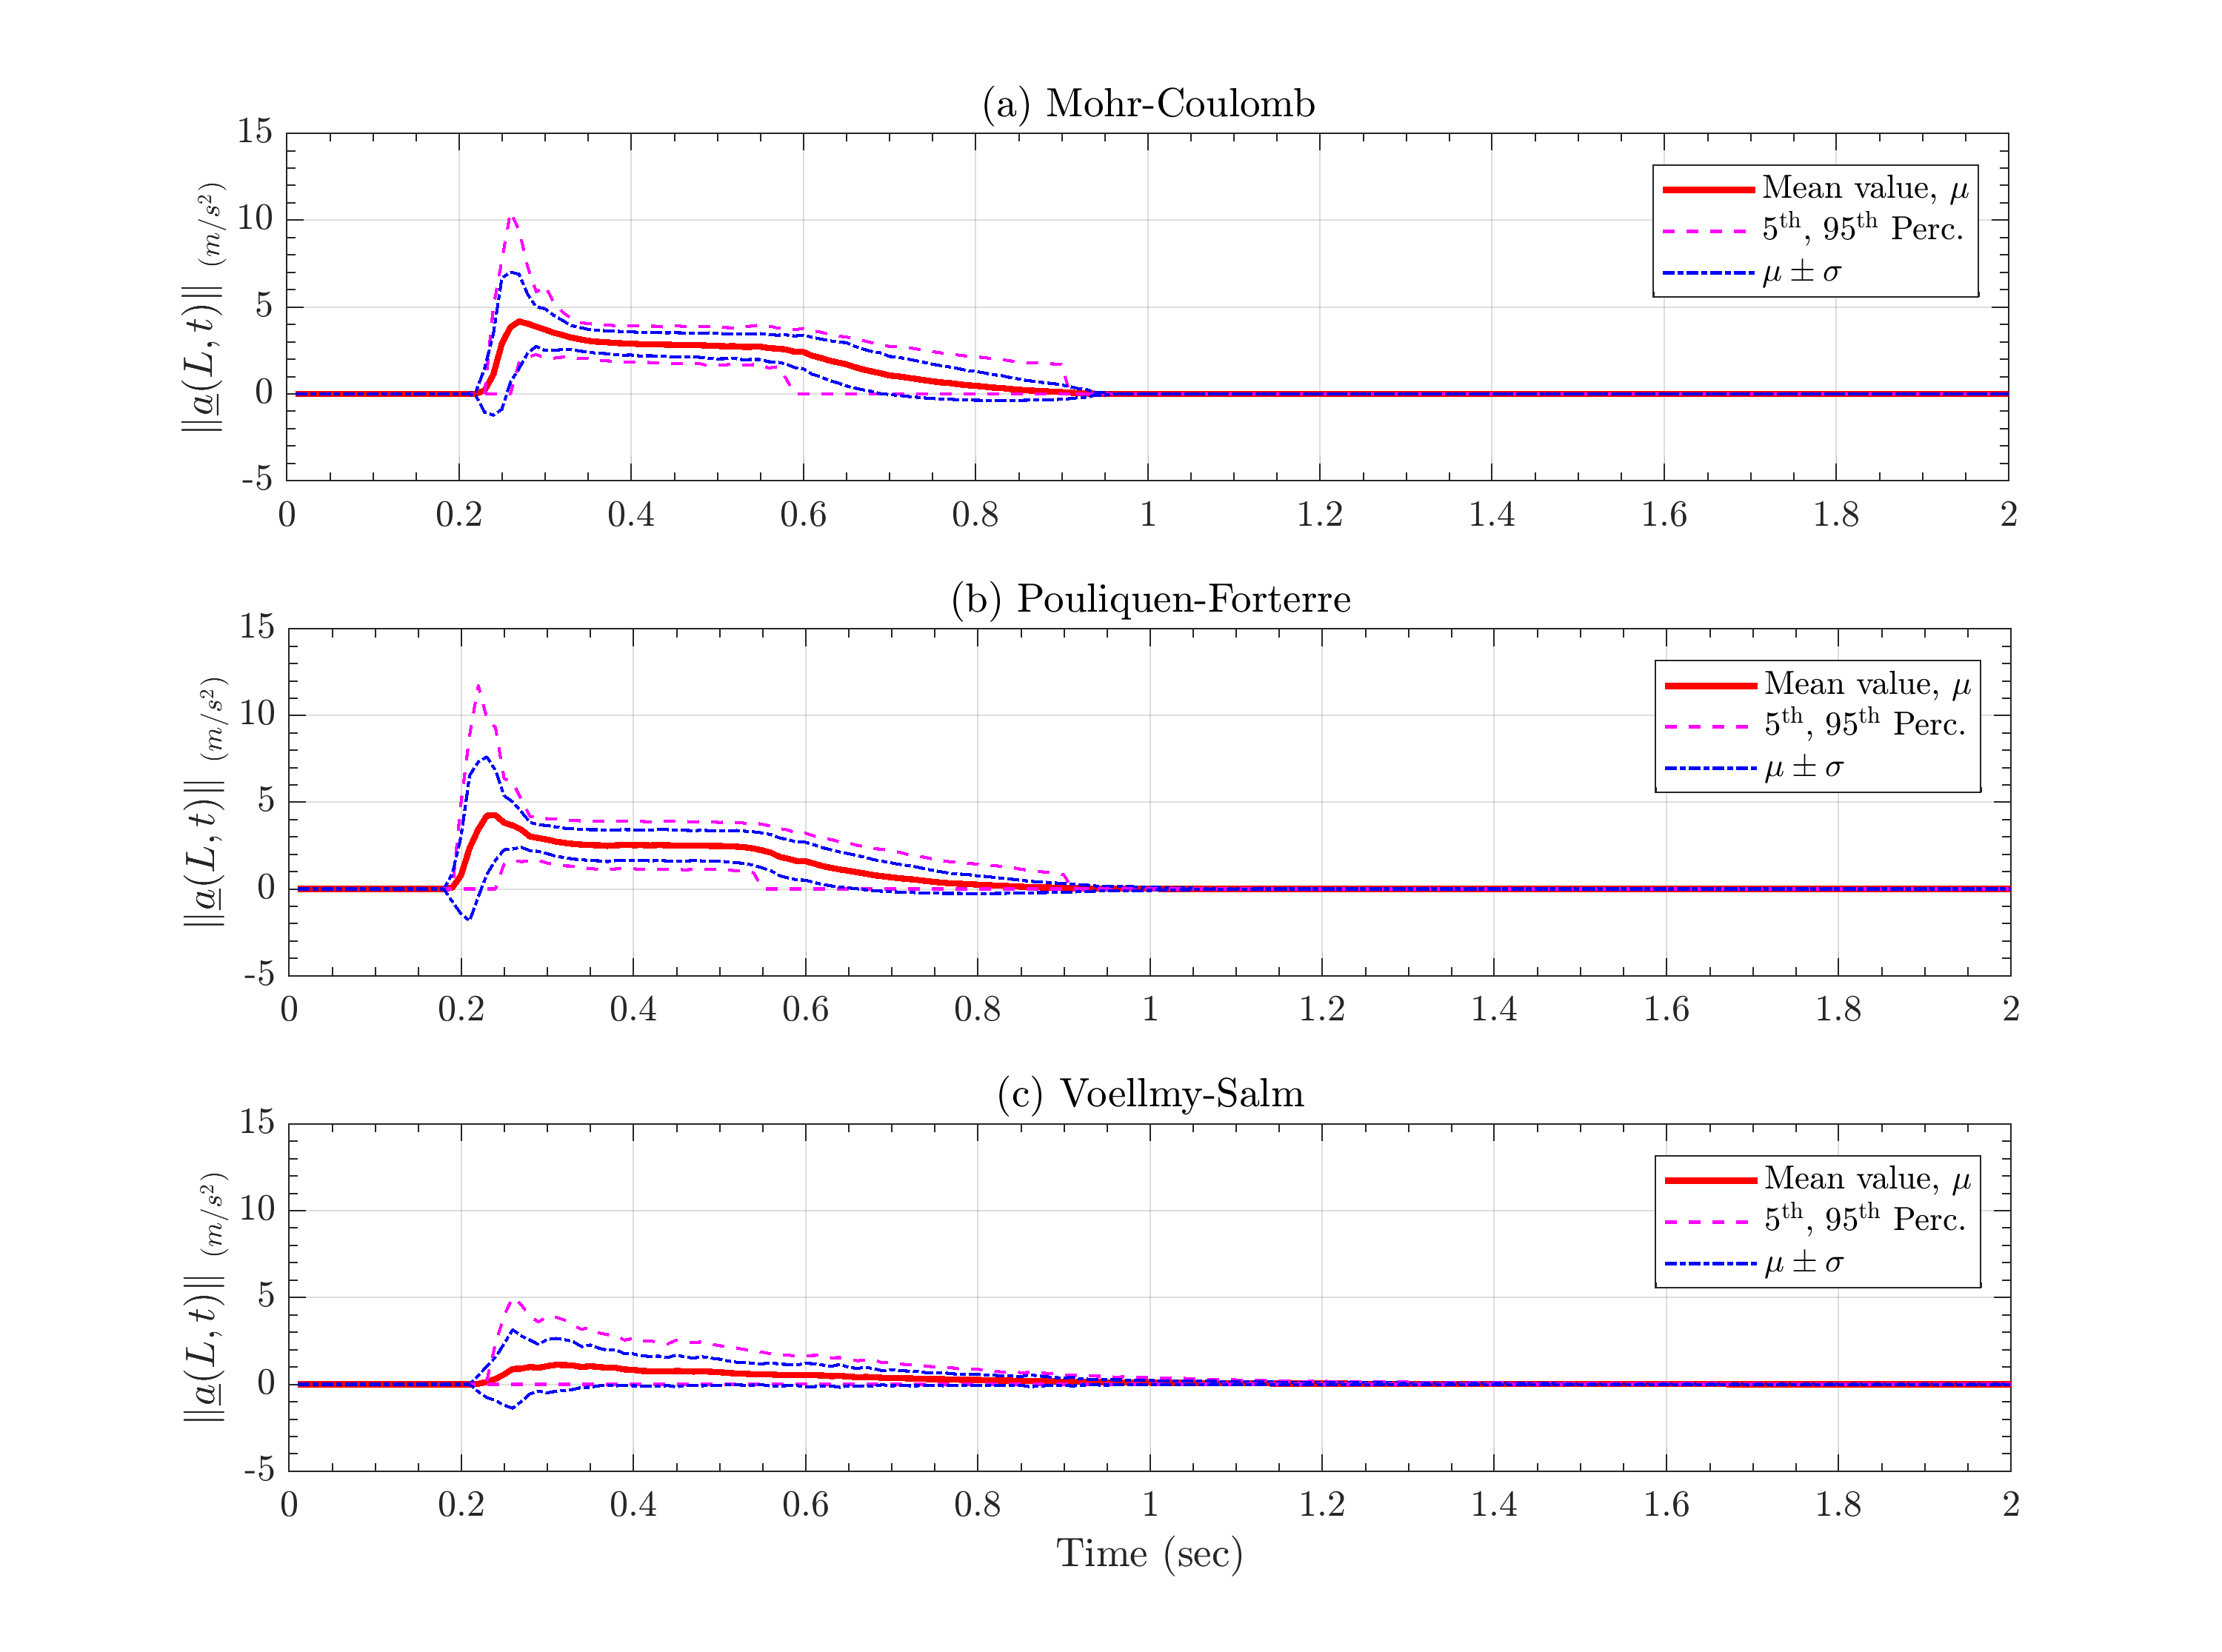 (a) Mohr-Coulomb
15
10
5
0
-5
||a(L, t)|| (m/s²)
Mean value, μ
5th, 95th Perc.
μ ± σ
0 0.2 0.4 0.6 0.8 1 1.2 1.4 1.6 1.8 2
(b) Pouliquen-Forterre
15
10
5
0
-5
||a(L, t)|| (m/s²)
Mean value, μ
5th, 95th Perc.
μ ± σ
0 0.2 0.4 0.6 0.8 1 1.2 1.4 1.6 1.8 2
(c) Voellmy-Salm
15
10
5
0
-5
||a(L, t)|| (m/s²)
Mean value, μ
5th, 95th Perc.
μ ± σ
0 0.2 0.4 0.6 0.8 1 1.2 1.4 1.6 1.8 2
Time (sec)